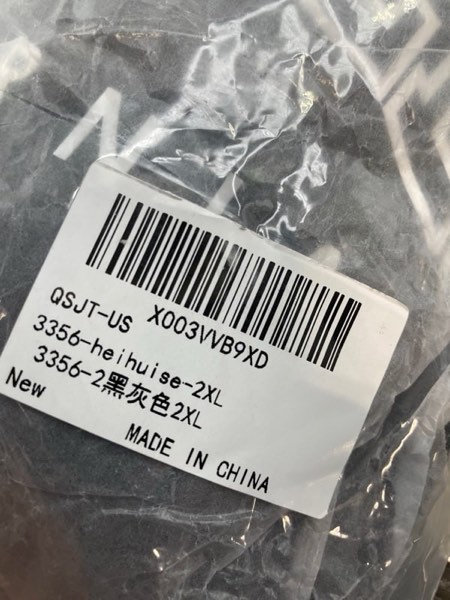 X003VVB9XD
QSJT-US
3356-heihuise-2XL
3356-2黑灰色2XL
New
MADE IN CHINA